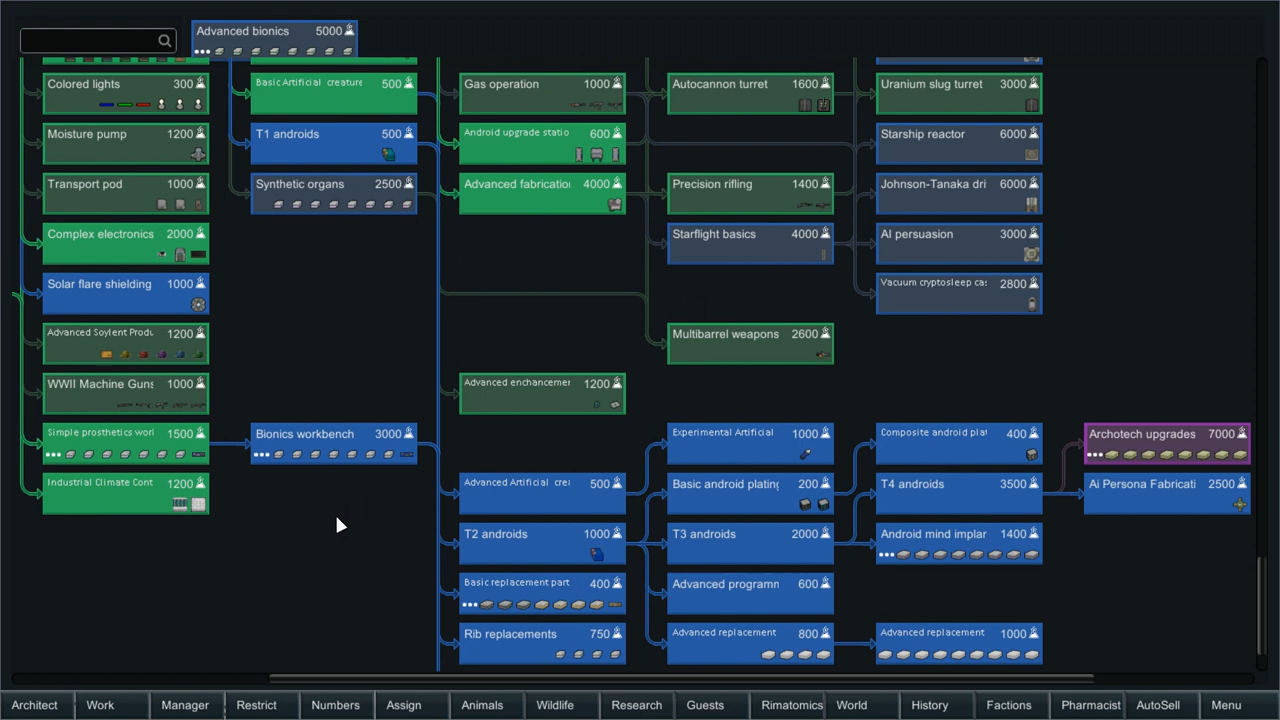 Advanced bionics 5000
Colored lights 300
Basic Artificial creature 500
Gas operation 1000
Autocannon turret 1600
Uranium slug turret 3000
Moisture pump 1200
T1 androids 500
Android upgrade statio 600
Starship reactor 6000
Transport pod 1000
Synthetic organs 2500
Advanced fabrication 4000
Precision rifling 1400
Johnson-Tanaka dri 6000
Complex electronics 2000
Starflight basics 4000
AI persuasion 3000
Solar flare shielding 1000
Vacuum cryptosleep cas 2800
Advanced Soylent Produ 1200
Multibarrel weapons 2600
WWII Machine Guns 1000
Advanced enchancemen 1200
Simple prosthetics worl 1500
Bionics workbench 3000
Experimental Artificial 1000
Composite android plat 400
Archotech upgrades 7000
Industrial Climate Cont 1200
Advanced Artificial crea 500
Basic android plating 200
T4 androids 3500
Ai Persona Fabricati 2500
T2 androids 1000
T3 androids 2000
Android mind implar 1400
Basic replacement part 400
Advanced programm 600
Rib replacements 750
Advanced replacement 800
Advanced replacement 1000
Architect Work Manager Restrict Numbers Assign Animals Wildlife Research Guests Rimatomics World History Factions Pharmacist AutoSell Menu